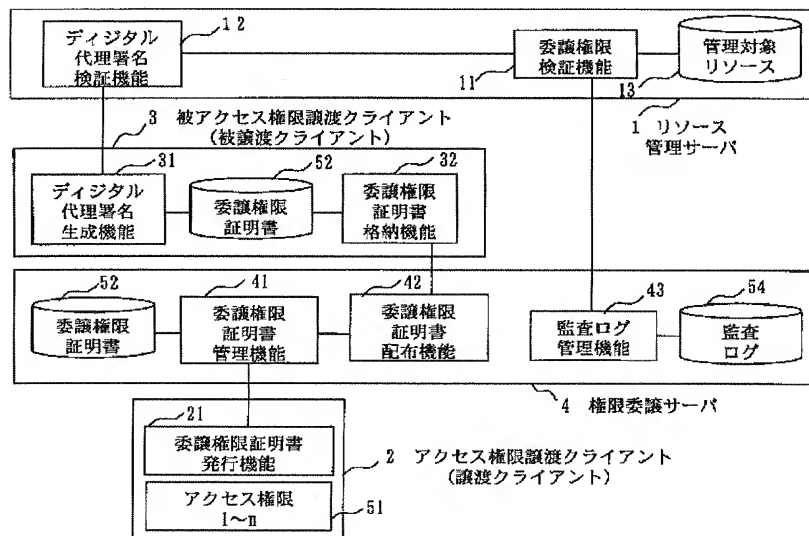 ディジタル
代理署名
検証機能
12
委譲権限
検証機能
11
管理対象
リソース
13
1 リソース
管理サーバ
3 被アクセス権限譲渡クライアント
(被譲渡クライアント)
31
ディジタル
代理署名
生成機能
52
委譲権限
証明書
32
委譲権限
証明書
格納機能
52
委譲権限
証明書
41
委譲権限
証明書
管理機能
42
委譲権限
証明書
配布機能
43
監査ログ
管理機能
54
監査
ログ
4 権限委譲サーバ
21
委譲権限証明書
発行機能
2 アクセス権限譲渡クライアント
(譲渡クライアント)
アクセス権限
1〜n
51